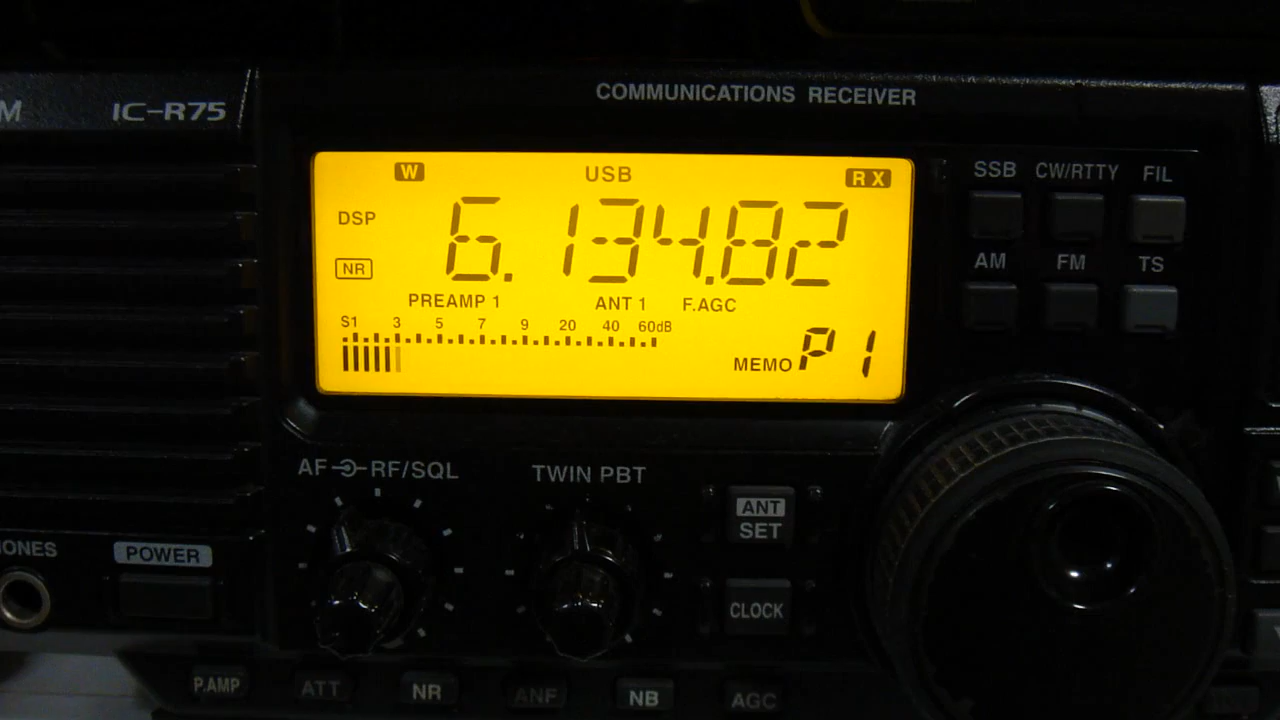 COMMUNICATIONS RECEIVER
M IC-R75
W USB RX
DSP 6.134.82
NR
PREAMP 1 ANT 1 F.AGC
S1 3 5 7 9 20 40 60dB
MEMO P1
SSB CW/RTTY FIL
AM FM TS
AF RF/SQL TWIN PBT
ANT
SET
CLOCK
ONES POWER
P.AMP ATT NR ANF NB AGC